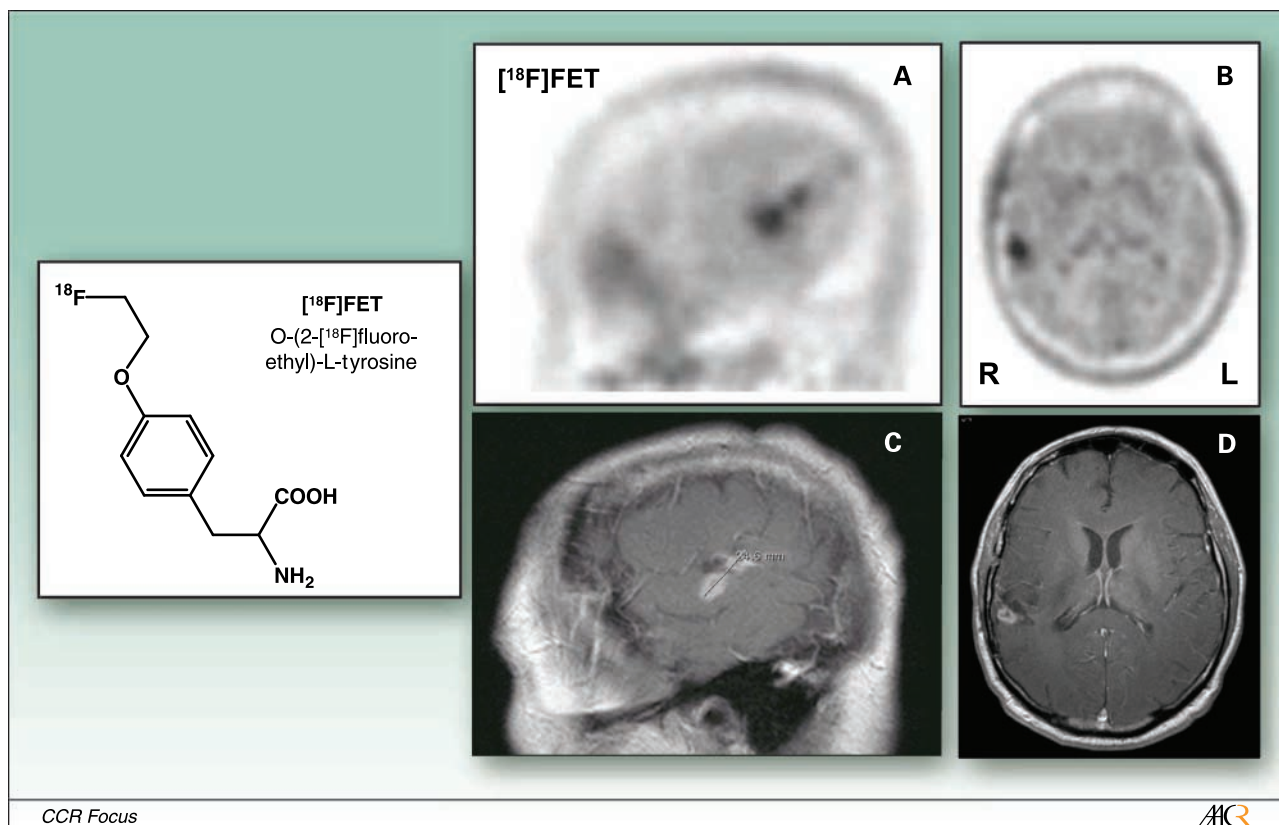 [¹⁸F]FET
A
B
R
L
¹⁸F
O
COOH
NH₂
[¹⁸F]FET
O-(2-[¹⁸F]fluoro-
ethyl)-L-tyrosine
C
D
CCR Focus
AACR